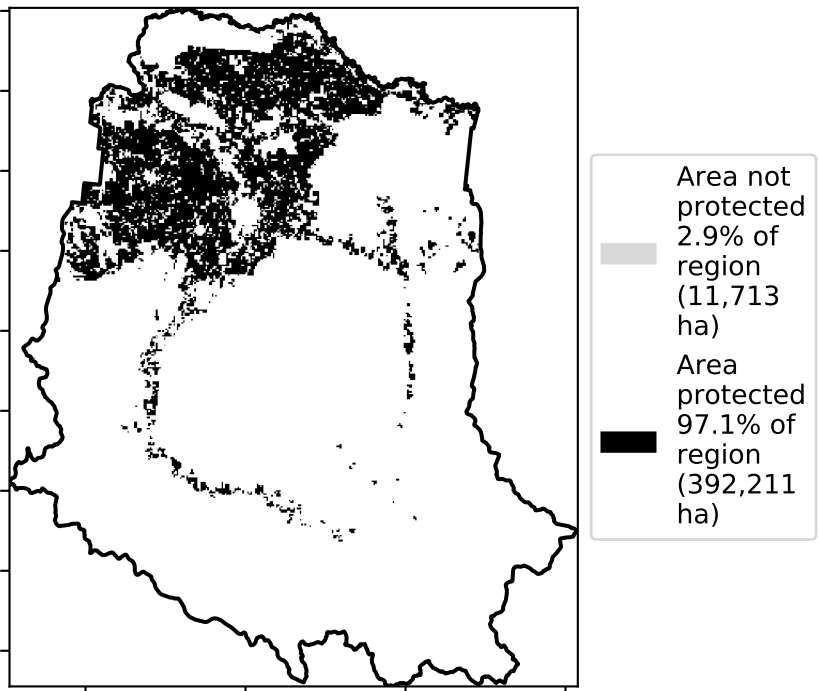 Area not
protected
2.9% of
region
(11,713
ha)
Area
protected
97.1% of
region
(392,211
ha)